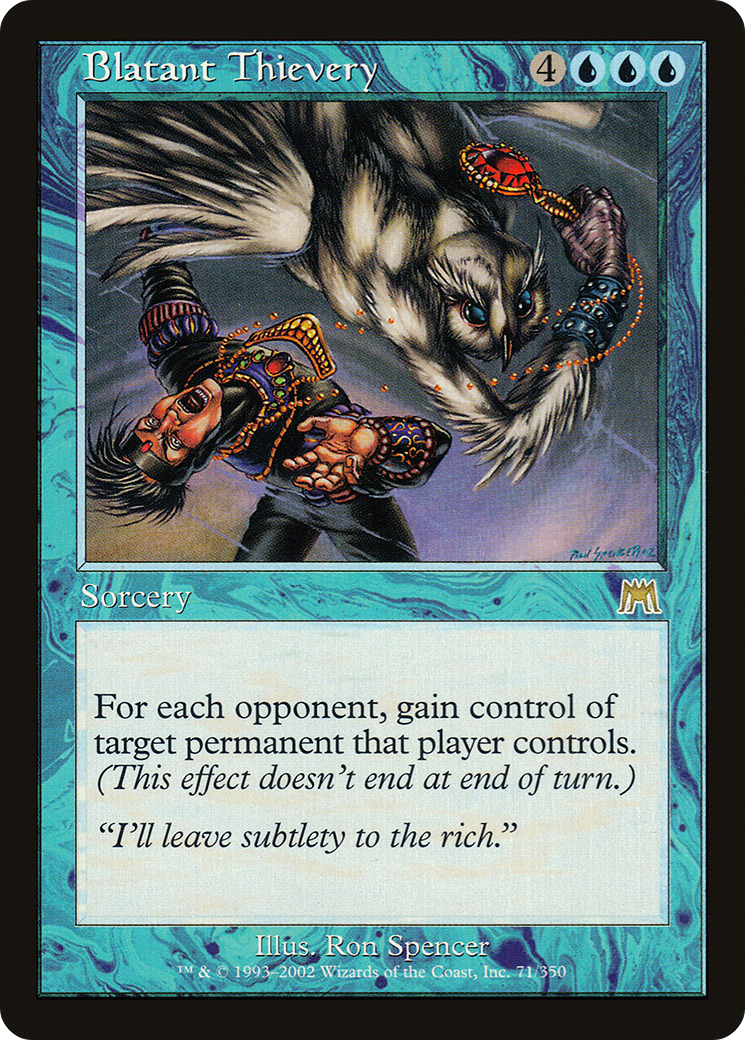 Blatant Thievery
4
Sorcery
For each opponent, gain control of
target permanent that player controls.
(This effect doesn't end at end of turn.)
“I'll leave subtlety to the rich.”
Illus. Ron Spencer
™ & © 1993–2002 Wizards of the Coast, Inc. 71/350